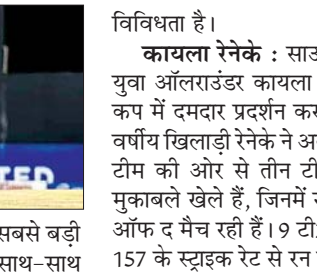 विविधता है।
कायला रेनेके : साउ
युवा ऑलराउंडर कायला
कप में दमदार प्रदर्शन कर
वर्षीय खिलाड़ी रेनेके ने अ
टीम की ओर से तीन टी
मुकाबले खेले हैं, जिनमें
ऑफ द मैच रही हैं। 9 टी
157 के स्ट्राइक रेट से रन
TED
सबसे बड़ी
साथ-साथ